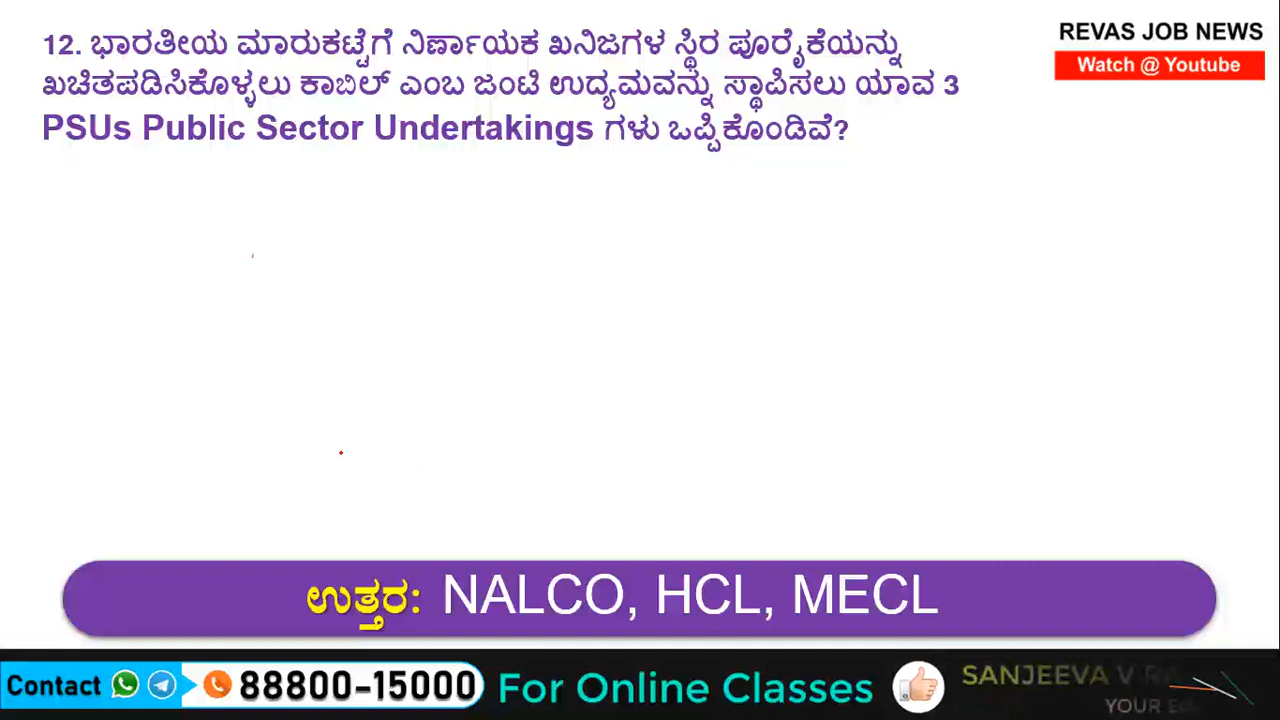 12. ಭಾರತೀಯ ಮಾರುಕಟ್ಟೆಗೆ ನಿರ್ಣಾಯಕ ಖನಿಜಗಳ ಸ್ಥಿರ ಪೂರೈಕೆಯನ್ನು
ಖಚಿತಪಡಿಸಿಕೊಳ್ಳಲು ಕಾಬಿಲ್ ಎಂಬ ಜಂಟಿ ಉದ್ಯಮವನ್ನು ಸ್ಥಾಪಿಸಲು ಯಾವ 3
PSUs Public Sector Undertakings ಗಳು ಒಪ್ಪಿಕೊಂಡಿವೆ?
REVAS JOB NEWS
Watch @ Youtube
ಉತ್ತರ: NALCO, HCL, MECL
Contact 88800-15000 For Online Classes
SANJEEVA V
YOUR